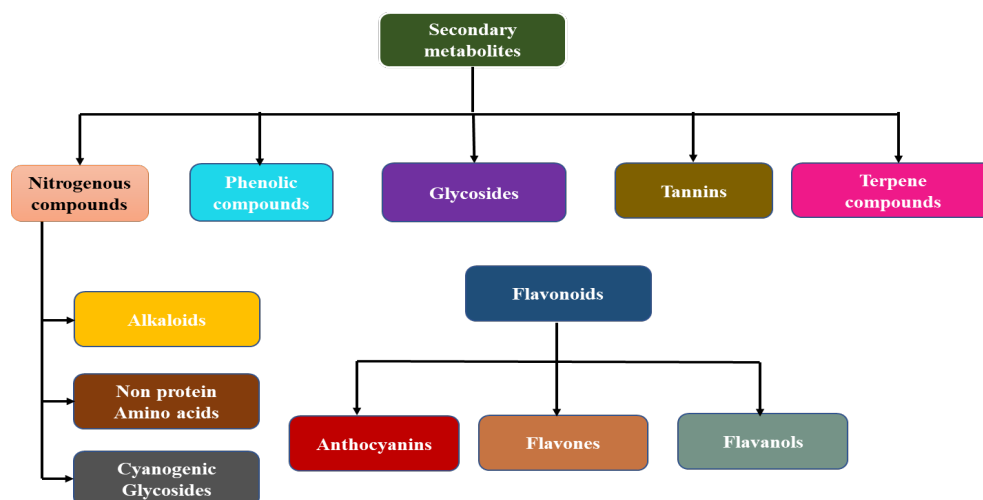 Secondary
metabolites
Nitrogenous
compounds
Phenolic
compounds
Glycosides
Tannins
Terpene
compounds
Flavonoids
Alkaloids
Non protein
Amino acids
Anthocyanins
Flavones
Flavanols
Cyanogenic
Glycosides